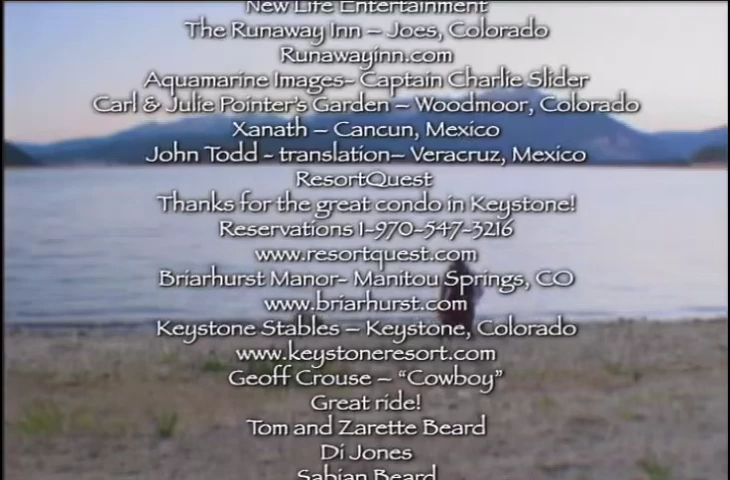 New Life Entertainment
The Runaway Inn – Joes, Colorado
Runawayinn.com
Aquamarine Images- Captain Charlie Slider
Carl & Julie Pointer's Garden – Woodmoor, Colorado
Xanath – Cancun, Mexico
John Todd - translation– Veracruz, Mexico
ResortQuest
Thanks for the great condo in Keystone!
Reservations 1-970-547-3216
www.resortquest.com
Briarhurst Manor- Manitou Springs, CO
www.briarhurst.com
Keystone Stables – Keystone, Colorado
www.keystoneresort.com
Geoff Crouse – “Cowboy”
Great ride!
Tom and Zarette Beard
Di Jones
Sabian Beard